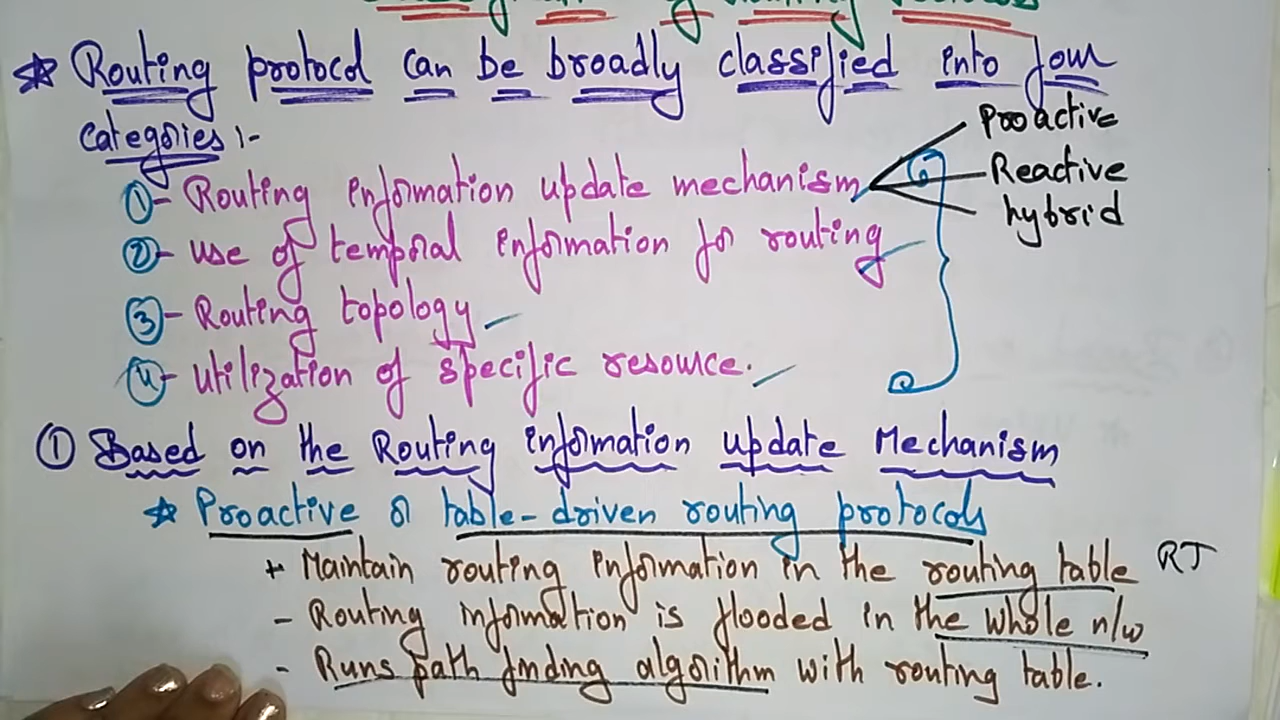 ★ Routing protocol can be broadly classified into four
categories :-
Proactive
① - Routing information update mechanism
Reactive
hybrid
② - use of temporal information for routing
③ - Routing topology
④ - utilization of specific resource.
① Based on the Routing information update Mechanism
★ Proactive or table-driven routing protocols
+ Maintain routing information in the routing table RT
- Routing information is flooded in the whole n/w
- Runs path finding algorithm with routing table.